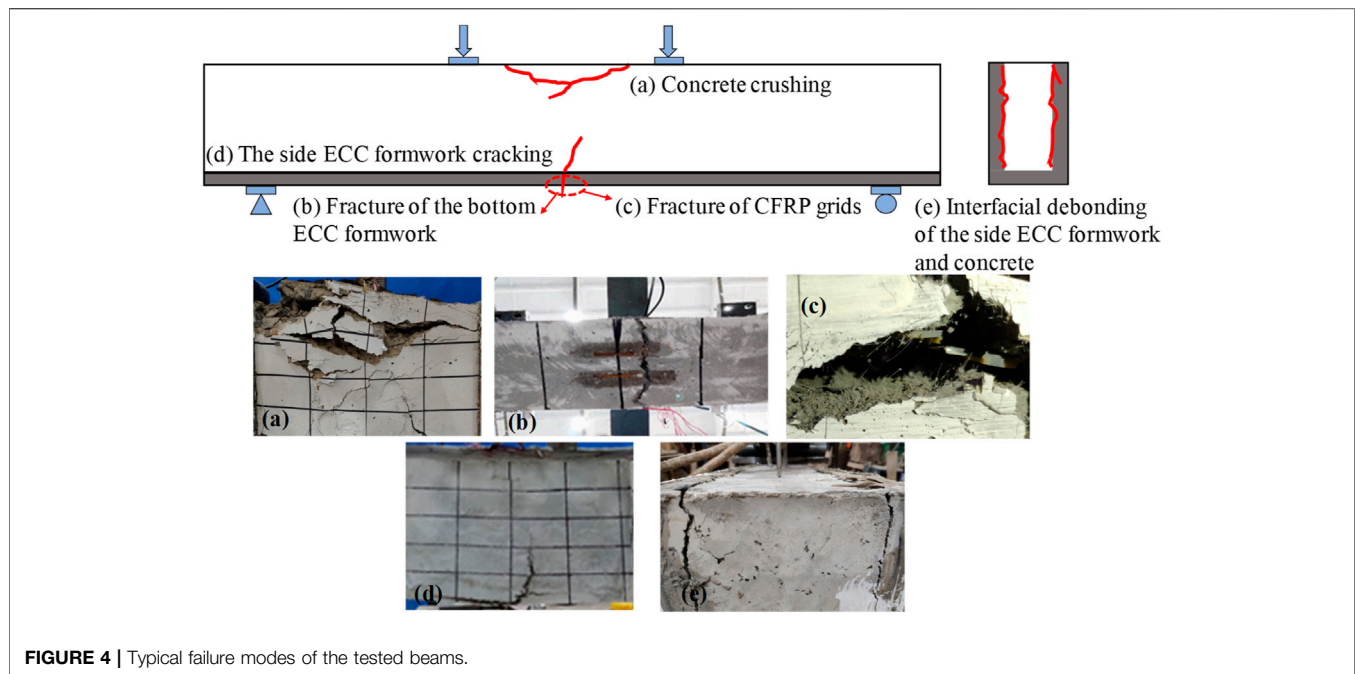 (a) Concrete crushing
(d) The side ECC formwork cracking
(b) Fracture of the bottom
ECC formwork
(c) Fracture of CFRP grids
(e) Interfacial debonding
of the side ECC formwork
and concrete
(a)
(b)
(c)
(d)
(e)
FIGURE 4 | Typical failure modes of the tested beams.